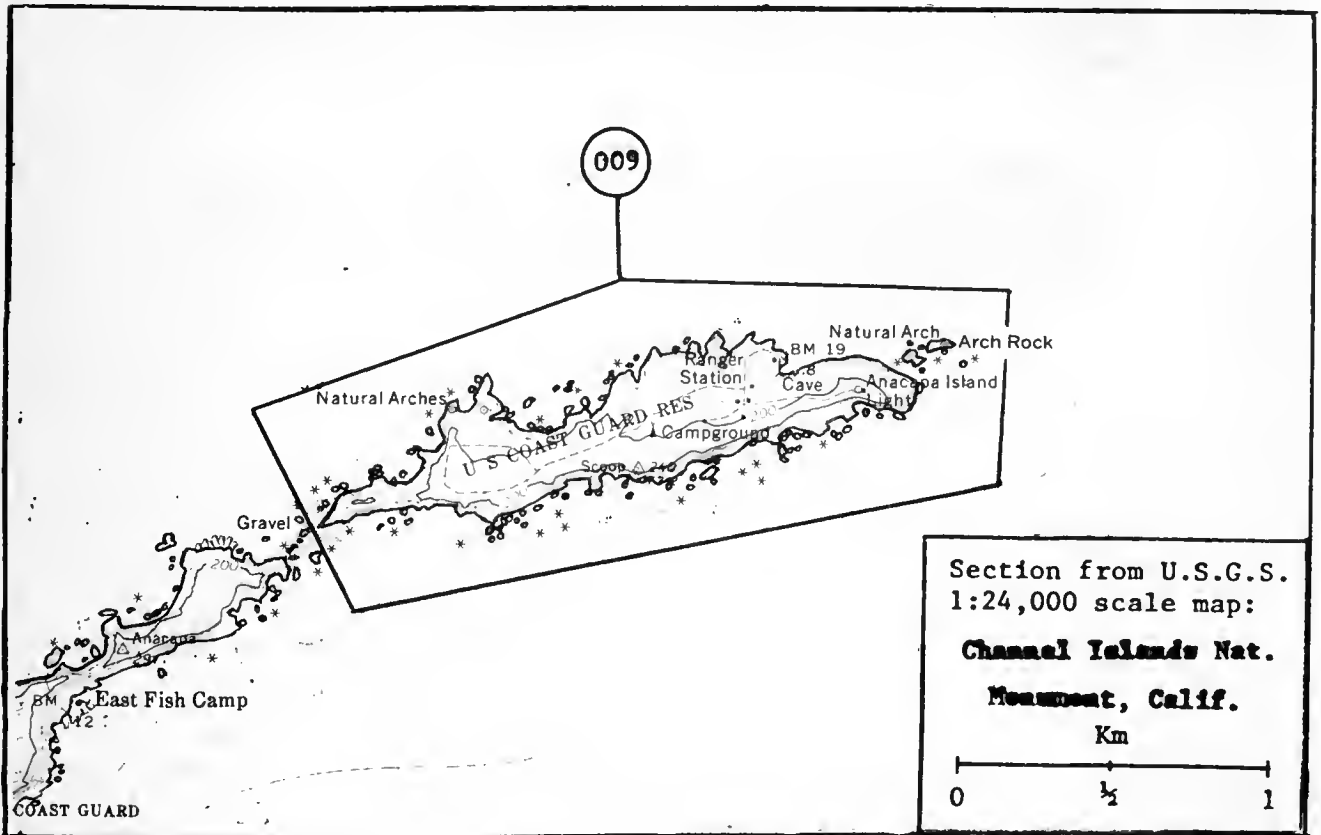 009
Natural Arch
Arch Rock
BM 19
Ranger
Station
Cave
Anacapa Island
Light
Natural Arches
U S COAST GUARD RES
200
Campground
Scoop 246
Gravel
200
Anacapa
BM
12
East Fish Camp
COAST GUARD
Section from U.S.G.S.
1:24,000 scale map:
Channel Islands Nat.
Monument, Calif.
Km
0 ½ 1